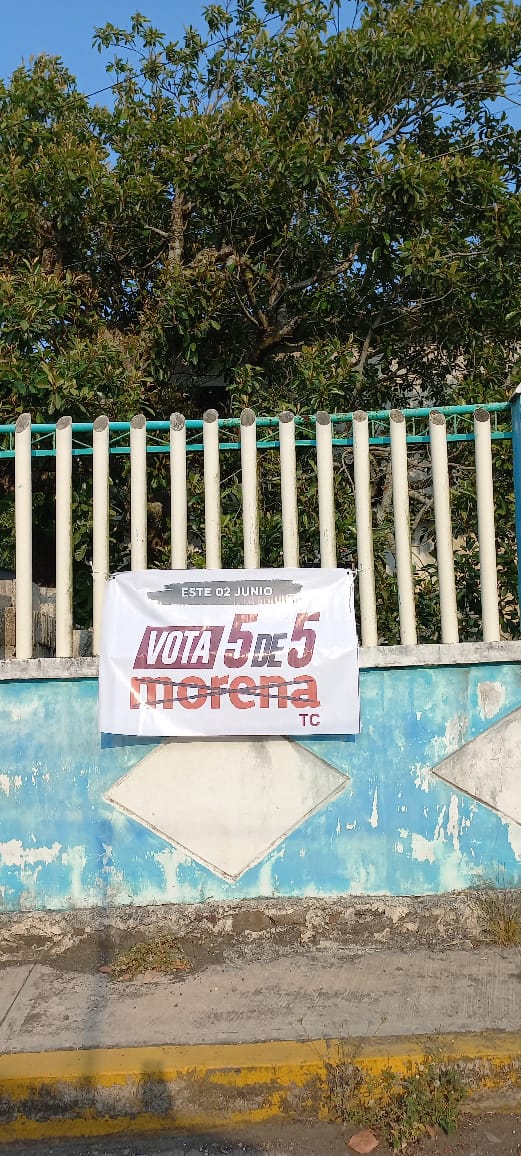 ESTE 02 JUNIO
VOTA 5 DE 5
morena
TC